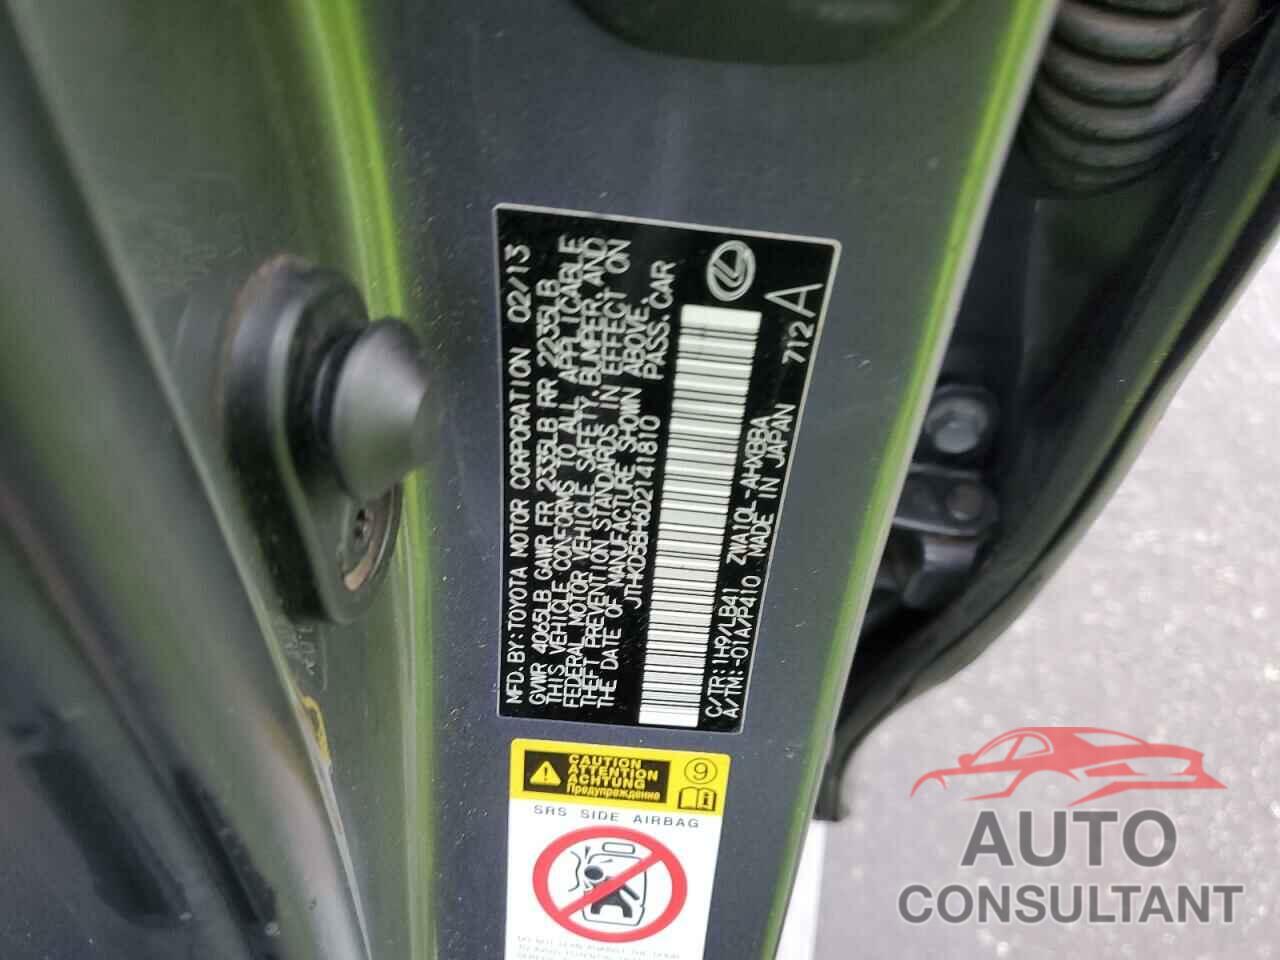 MFD. BY: TOYOTA MOTOR CORPORATION 02/13
GVWR 4065LB GAWR FR 2335LB RR 2235LB
THIS VEHICLE CONFORMS TO ALL APPLICABLE
FEDERAL MOTOR VEHICLE SAFETY, BUMPER, AND
THEFT PREVENTION STANDARDS IN EFFECT ON
THE DATE OF MANUFACTURE SHOWN ABOVE.
JTHKD5BH6D2141810 PASS. CAR
C/TR: 1H9/LB41 ZWA10L-AHXBBA
A/TM: -01A/P410 MADE IN JAPAN 712A
CAUTION
ATTENTION
ACHTUNG
Предупреждение
9
SRS SIDE AIRBAG
AUTO
CONSULTANT